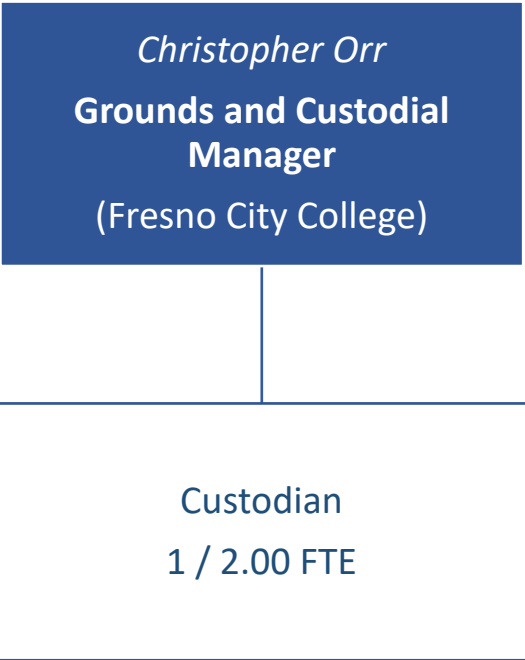 Christopher Orr
Grounds and Custodial
Manager
(Fresno City College)
Custodian
1 / 2.00 FTE